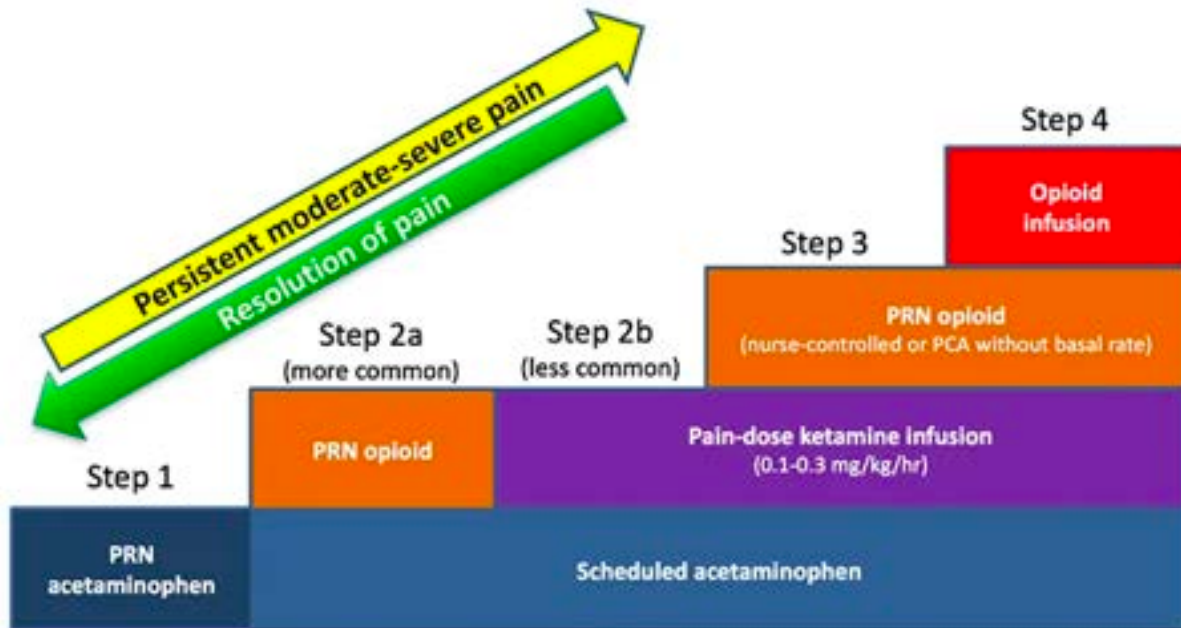 Persistent moderate-severe pain
Resolution of pain
Step 4
Opioid
infusion
Step 3
PRN opioid
(nurse-controlled or PCA without basal rate)
Step 2a
(more common)
Step 2b
(less common)
PRN opioid
Pain-dose ketamine infusion
(0.1-0.3 mg/kg/hr)
Step 1
PRN
acetaminophen
Scheduled acetaminophen